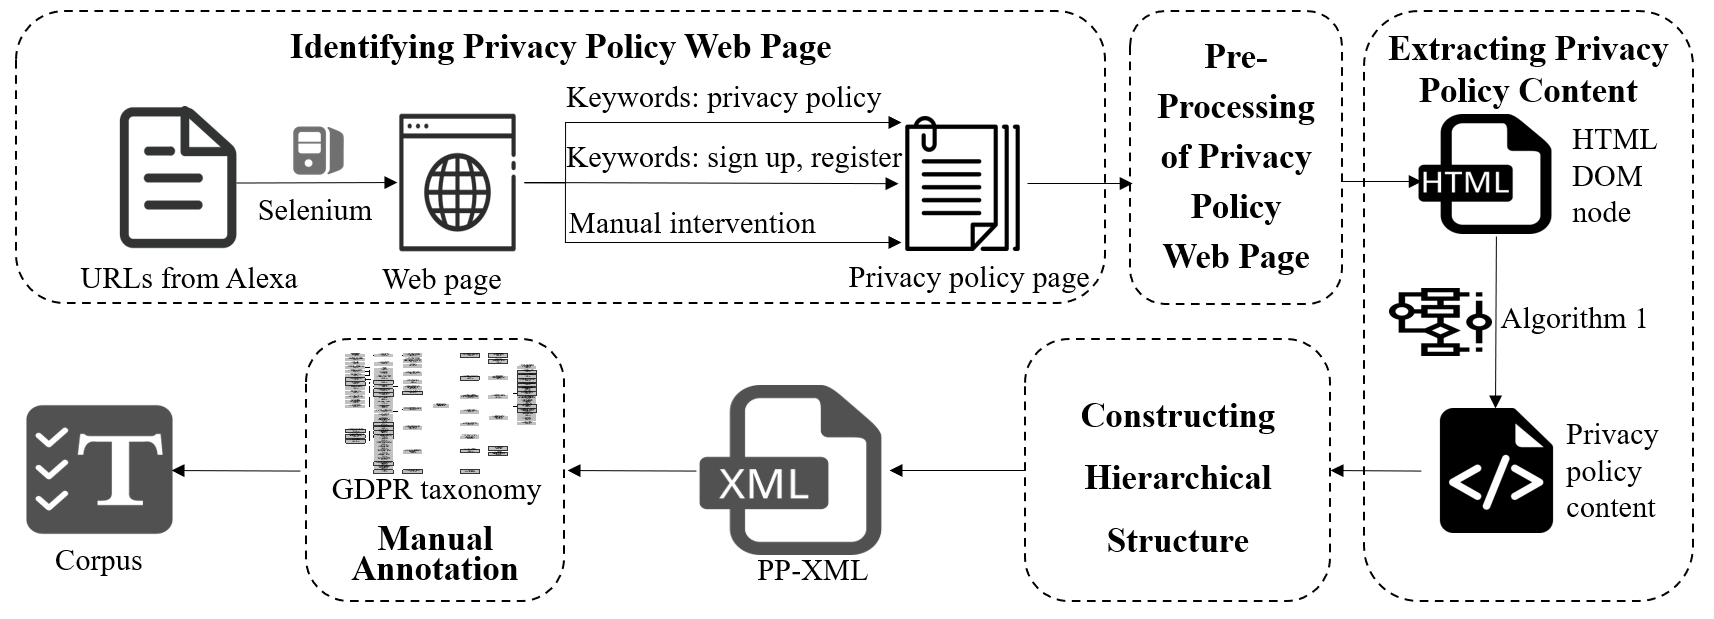 Identifying Privacy Policy Web Page
Keywords: privacy policy
Keywords: sign up, register
Manual intervention
Selenium
URLs from Alexa
Web page
Privacy policy page
Pre-
Processing
of Privacy
Policy
Web Page
Extracting Privacy
Policy Content
HTML
HTML
DOM
node
Algorithm 1
</>
Privacy
policy
content
Constructing
Hierarchical
Structure
XML
PP-XML
GDPR taxonomy
Manual
Annotation
T
Corpus